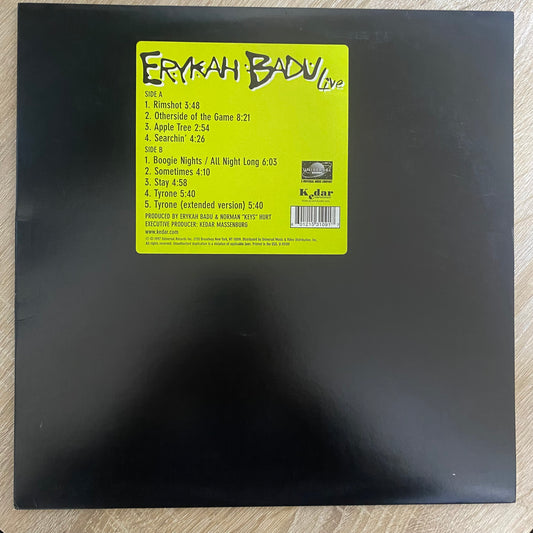 ERYKAH BADU Live
SIDE A
1. Rimshot 3:48
2. Otherside of the Game 8:21
3. Apple Tree 2:54
4. Searchin' 4:26
SIDE B
1. Boogie Nights / All Night Long 6:03
2. Sometimes 4:10
3. Stay 4:58
4. Tyrone 5:40
5. Tyrone (extended version) 5:40
PRODUCED BY ERYKAH BADU & NORMAN "KEYS" HURT
EXECUTIVE PRODUCER: KEDAR MASSENBURG
www.kedar.com
UNIVERSAL
Kedar